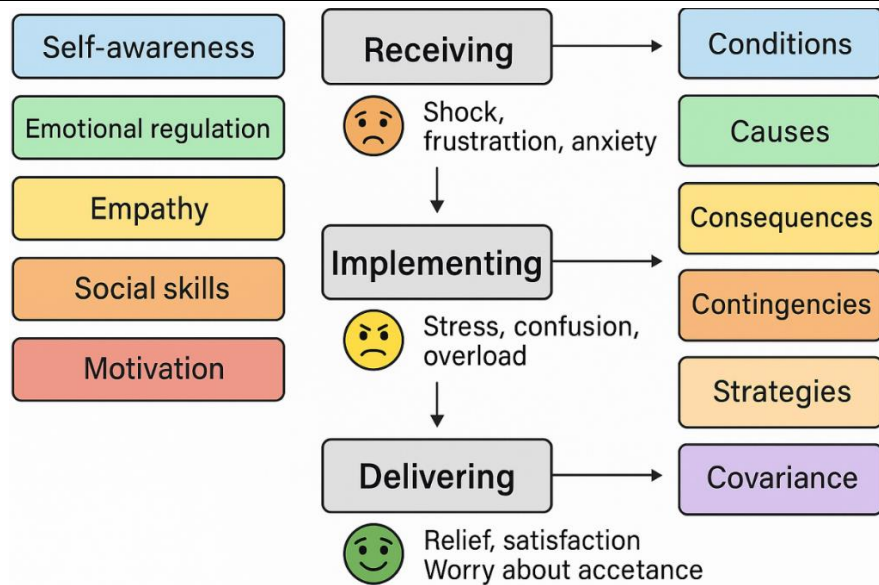 Self-awareness
Emotional regulation
Empathy
Social skills
Motivation
Receiving
Shock,
frustraιtion, anxiety
Implementing
Stress, confusion,
overload
Delivering
Relief, satisfaction
Worry about accetance
Conditions
Causes
Consequences
Contingencies
Strategies
Covariance